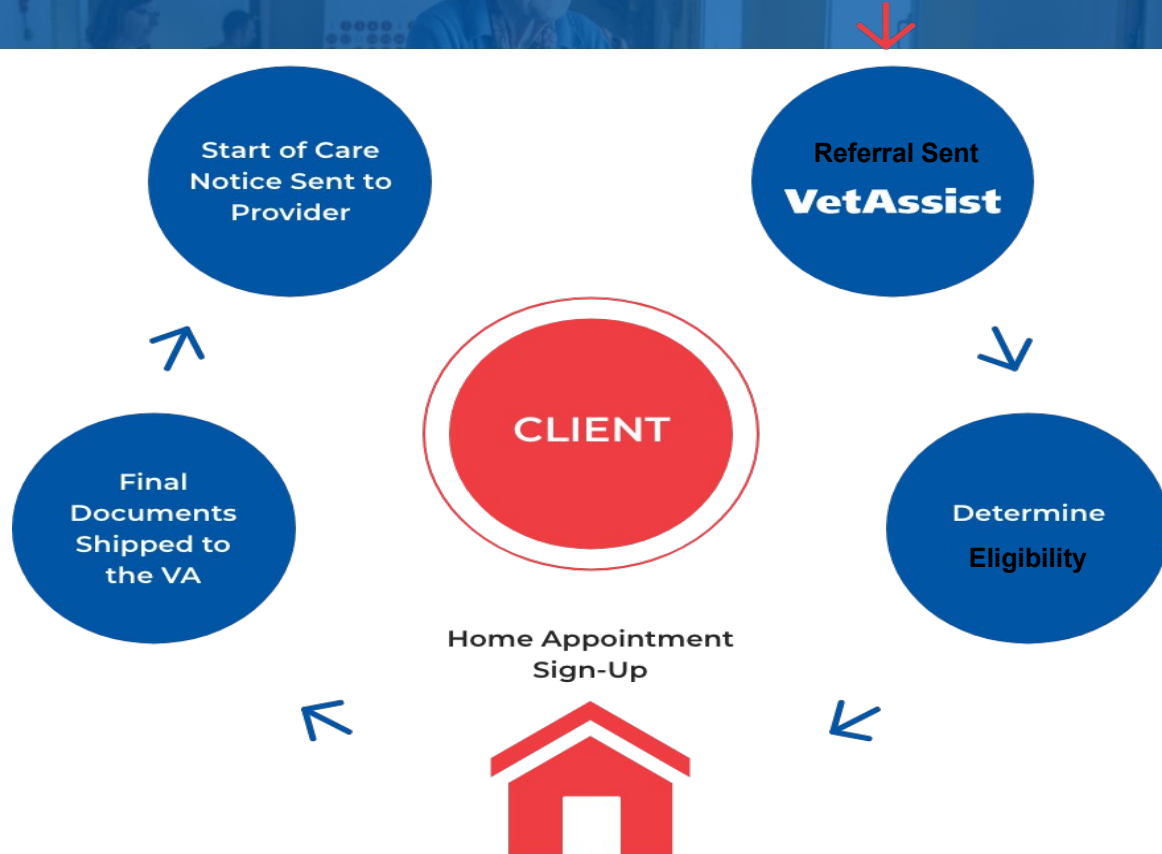 Referral Sent
VetAssist
Determine
Eligibility
Home Appointment
Sign-Up
Final
Documents
Shipped to
the VA
Start of Care
Notice Sent to
Provider
CLIENT